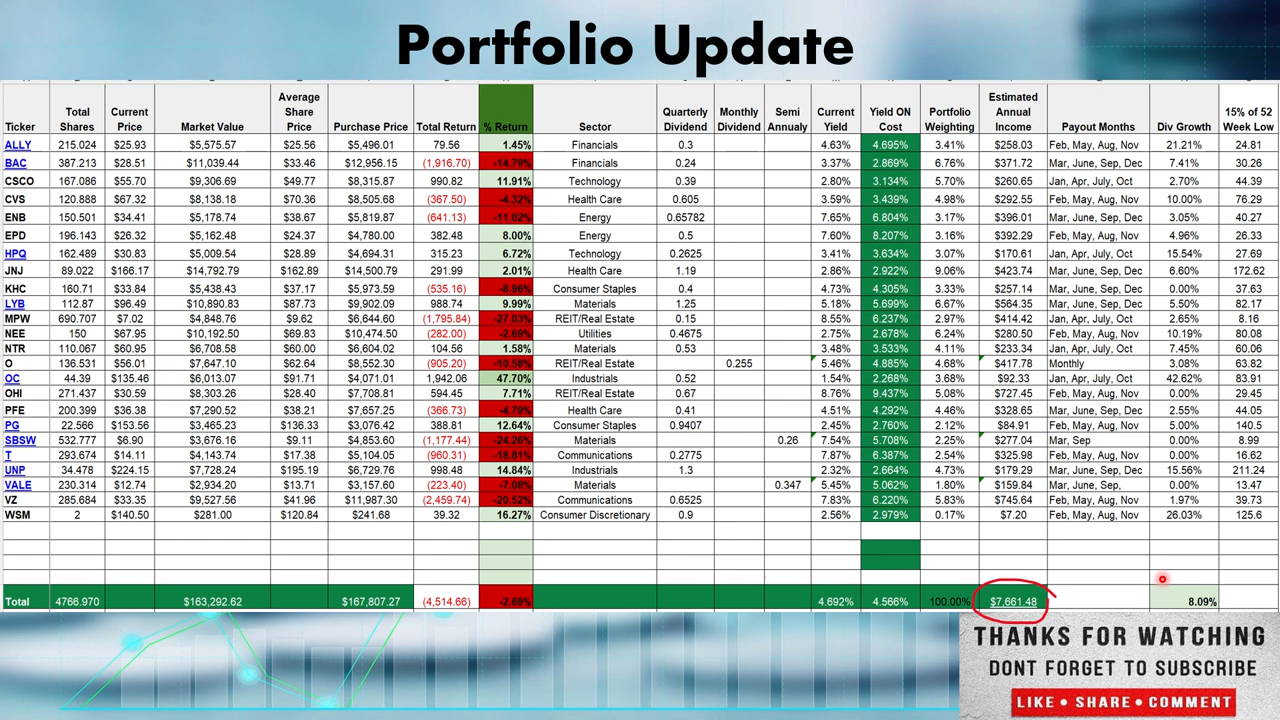 Portfolio Update
Ticker Total Shares Current Price Market Value Average Share Price Purchase Price Total Return % Return Sector Quarterly Dividend Monthly Dividend Semi Annualy Current Yield Yield ON Cost Portfolio Weighting Estimated Annual Income Payout Months Div Growth 15% of 52 Week Low
ALLY 215.024 $25.93 $5,575.57 $25.56 $5,496.01 79.56 1.45% Financials 0.3 4.63% 4.695% 3.41% $258.03 Feb, May, Aug, Nov 21.21% 24.81
BAC 387.213 $28.51 $11,039.44 $33.46 $12,956.15 (1,916.70) -14.79% Financials 0.24 3.37% 2.869% 6.76% $371.72 Mar, June, Sep, Dec 7.41% 30.26
CSCO 167.086 $55.70 $9,306.69 $49.77 $8,315.87 990.82 11.91% Technology 0.39 2.80% 3.134% 5.70% $260.65 Jan, Apr, July, Oct 2.70% 44.39
CVS 120.888 $67.32 $8,138.18 $70.36 $8,505.68 (367.50) -4.32% Health Care 0.605 3.59% 3.439% 4.98% $292.55 Feb, May, Aug, Nov 10.00% 76.29
ENB 150.501 $34.41 $5,178.74 $38.67 $5,819.87 (641.13) -11.02% Energy 0.65782 7.65% 6.804% 3.17% $396.01 Mar, June, Sep, Dec 3.05% 40.27
EPD 196.143 $26.32 $5,162.48 $24.37 $4,780.00 382.48 8.00% Energy 0.5 7.60% 8.207% 3.16% $392.29 Feb, May, Aug, Nov 4.96% 26.33
HPQ 162.489 $30.83 $5,009.54 $28.89 $4,694.31 315.23 6.72% Technology 0.2625 3.41% 3.634% 3.07% $170.61 Jan, Apr, July, Oct 15.54% 27.69
JNJ 89.022 $166.17 $14,792.79 $162.89 $14,500.79 291.99 2.01% Health Care 1.19 2.86% 2.922% 9.06% $423.74 Mar, June, Sep, Dec 6.60% 172.62
KHC 160.71 $33.84 $5,438.43 $37.17 $5,973.59 (535.16) -8.96% Consumer Staples 0.4 4.73% 4.305% 3.33% $257.14 Mar, June, Sep, Dec 0.00% 37.63
LYB 112.87 $96.49 $10,890.83 $87.73 $9,902.09 988.74 9.99% Materials 1.25 5.18% 5.699% 6.67% $564.35 Mar, June, Sep, Dec 5.50% 82.17
MPW 690.707 $7.02 $4,848.76 $9.62 $6,644.60 (1,795.84) -27.03% REIT/Real Estate 0.15 8.55% 6.237% 2.97% $414.42 Jan, Apr, July, Oct 2.65% 8.16
NEE 150 $67.95 $10,192.50 $69.83 $10,474.50 (282.00) -2.69% Utilities 0.4675 2.75% 2.678% 6.24% $280.50 Mar, June, Sep, Dec 10.19% 80.08
NTR 110.067 $60.95 $6,708.58 $60.00 $6,604.02 104.56 1.58% Materials 0.53 3.48% 3.533% 4.11% $233.34 Jan, Apr, July, Oct 7.45% 60.06
O 136.531 $56.01 $7,647.10 $62.64 $8,552.30 (905.20) -10.58% REIT/Real Estate 0.255 5.46% 4.885% 4.68% $417.78 Monthly 3.08% 63.82
OC 44.39 $135.46 $6,013.07 $91.71 $4,071.01 1,942.06 47.70% Industrials 0.52 1.54% 2.268% 3.68% $92.33 Jan, Apr, July, Oct 42.62% 83.91
OHI 271.437 $30.59 $8,303.26 $28.40 $7,708.81 594.45 7.71% REIT/Real Estate 0.67 8.76% 9.437% 5.08% $727.45 Feb, May, Aug, Nov 0.00% 29.45
PFE 200.399 $36.38 $7,290.52 $38.21 $7,657.25 (366.73) -4.79% Health Care 0.41 4.51% 4.292% 4.46% $328.65 Mar, June, Sep, Dec 2.55% 44.05
PG 22.566 $153.56 $3,465.23 $136.33 $3,076.42 388.81 12.64% Consumer Staples 0.9407 2.45% 2.760% 2.12% $84.91 Feb, May, Aug, Nov 5.00% 140.5
SBSW 532.777 $6.90 $3,676.16 $9.11 $4,853.60 (1,177.44) -24.26% Materials 0.26 7.54% 5.708% 2.25% $277.04 Mar, Sep 0.00% 8.99
T 293.674 $14.11 $4,143.74 $17.38 $5,104.05 (960.31) -18.81% Communications 0.2775 7.87% 6.387% 2.54% $325.98 Feb, May, Aug, Nov 0.00% 16.62
UNP 34.478 $224.15 $7,728.24 $195.19 $6,729.76 998.48 14.84% Industrials 1.3 2.32% 2.664% 4.73% $179.29 Mar, June, Sep, Dec 15.56% 211.24
VALE 230.314 $12.74 $2,934.20 $13.71 $3,157.60 (223.40) -7.08% Materials 0.347 5.45% 5.062% 1.80% $159.84 Mar, June, Sep, 0.00% 13.47
VZ 285.684 $33.35 $9,527.56 $41.96 $11,987.30 (2,459.74) -20.52% Communications 0.6525 7.83% 6.220% 5.83% $745.64 Feb, May, Aug, Nov 1.97% 39.73
WSM 2 $140.50 $281.00 $120.84 $241.68 39.32 16.27% Consumer Discretionary 0.9 2.56% 2.979% 0.17% $7.20 Feb, May, Aug, Nov 26.03% 125.6
Total 4766.970 $163,292.62 $167,807.27 (4,514.66) -2.69% 4.692% 4.566% 100.00% $7,661.48 8.09%
THANKS FOR WATCHING
DONT FORGET TO SUBSCRIBE
LIKE • SHARE • COMMENT